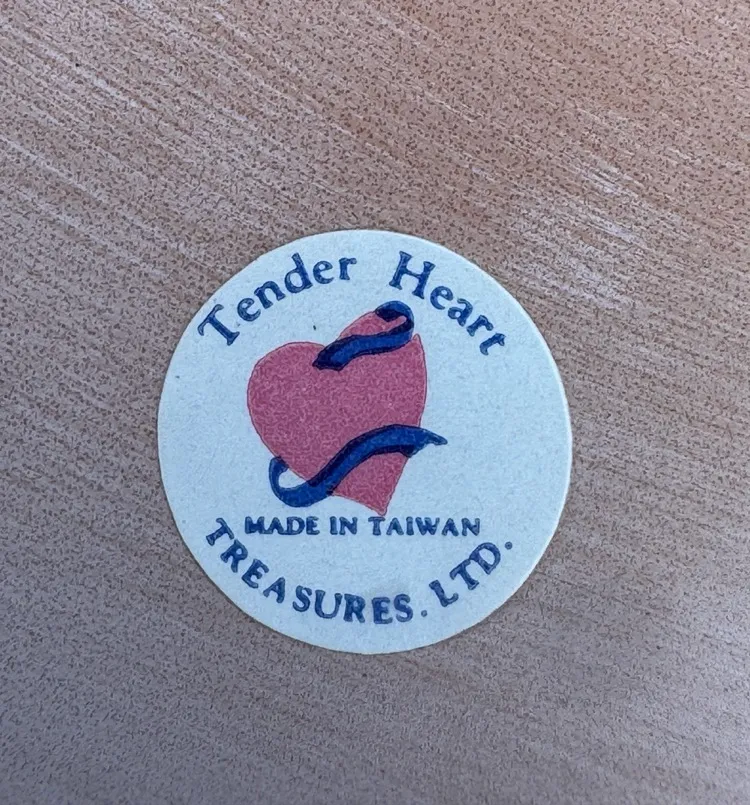 Tender Heart
MADE IN TAIWAN
TREASURES. LTD.